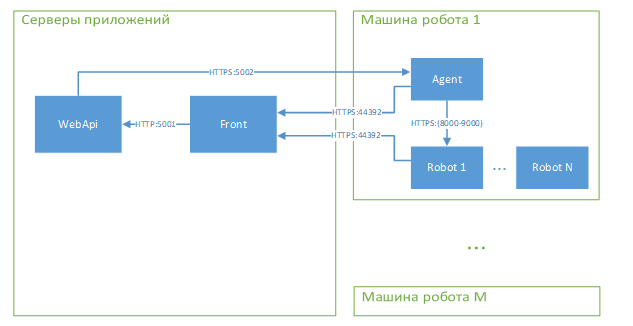 Серверы приложений
Машина робота 1
HTTPS:5002
Agent
WebApi
HTTP:5001
Front
HTTPS:44392
HTTPS:(8000-9000)
HTTPS:44392
Robot 1
...
Robot N
...
Машина робота М